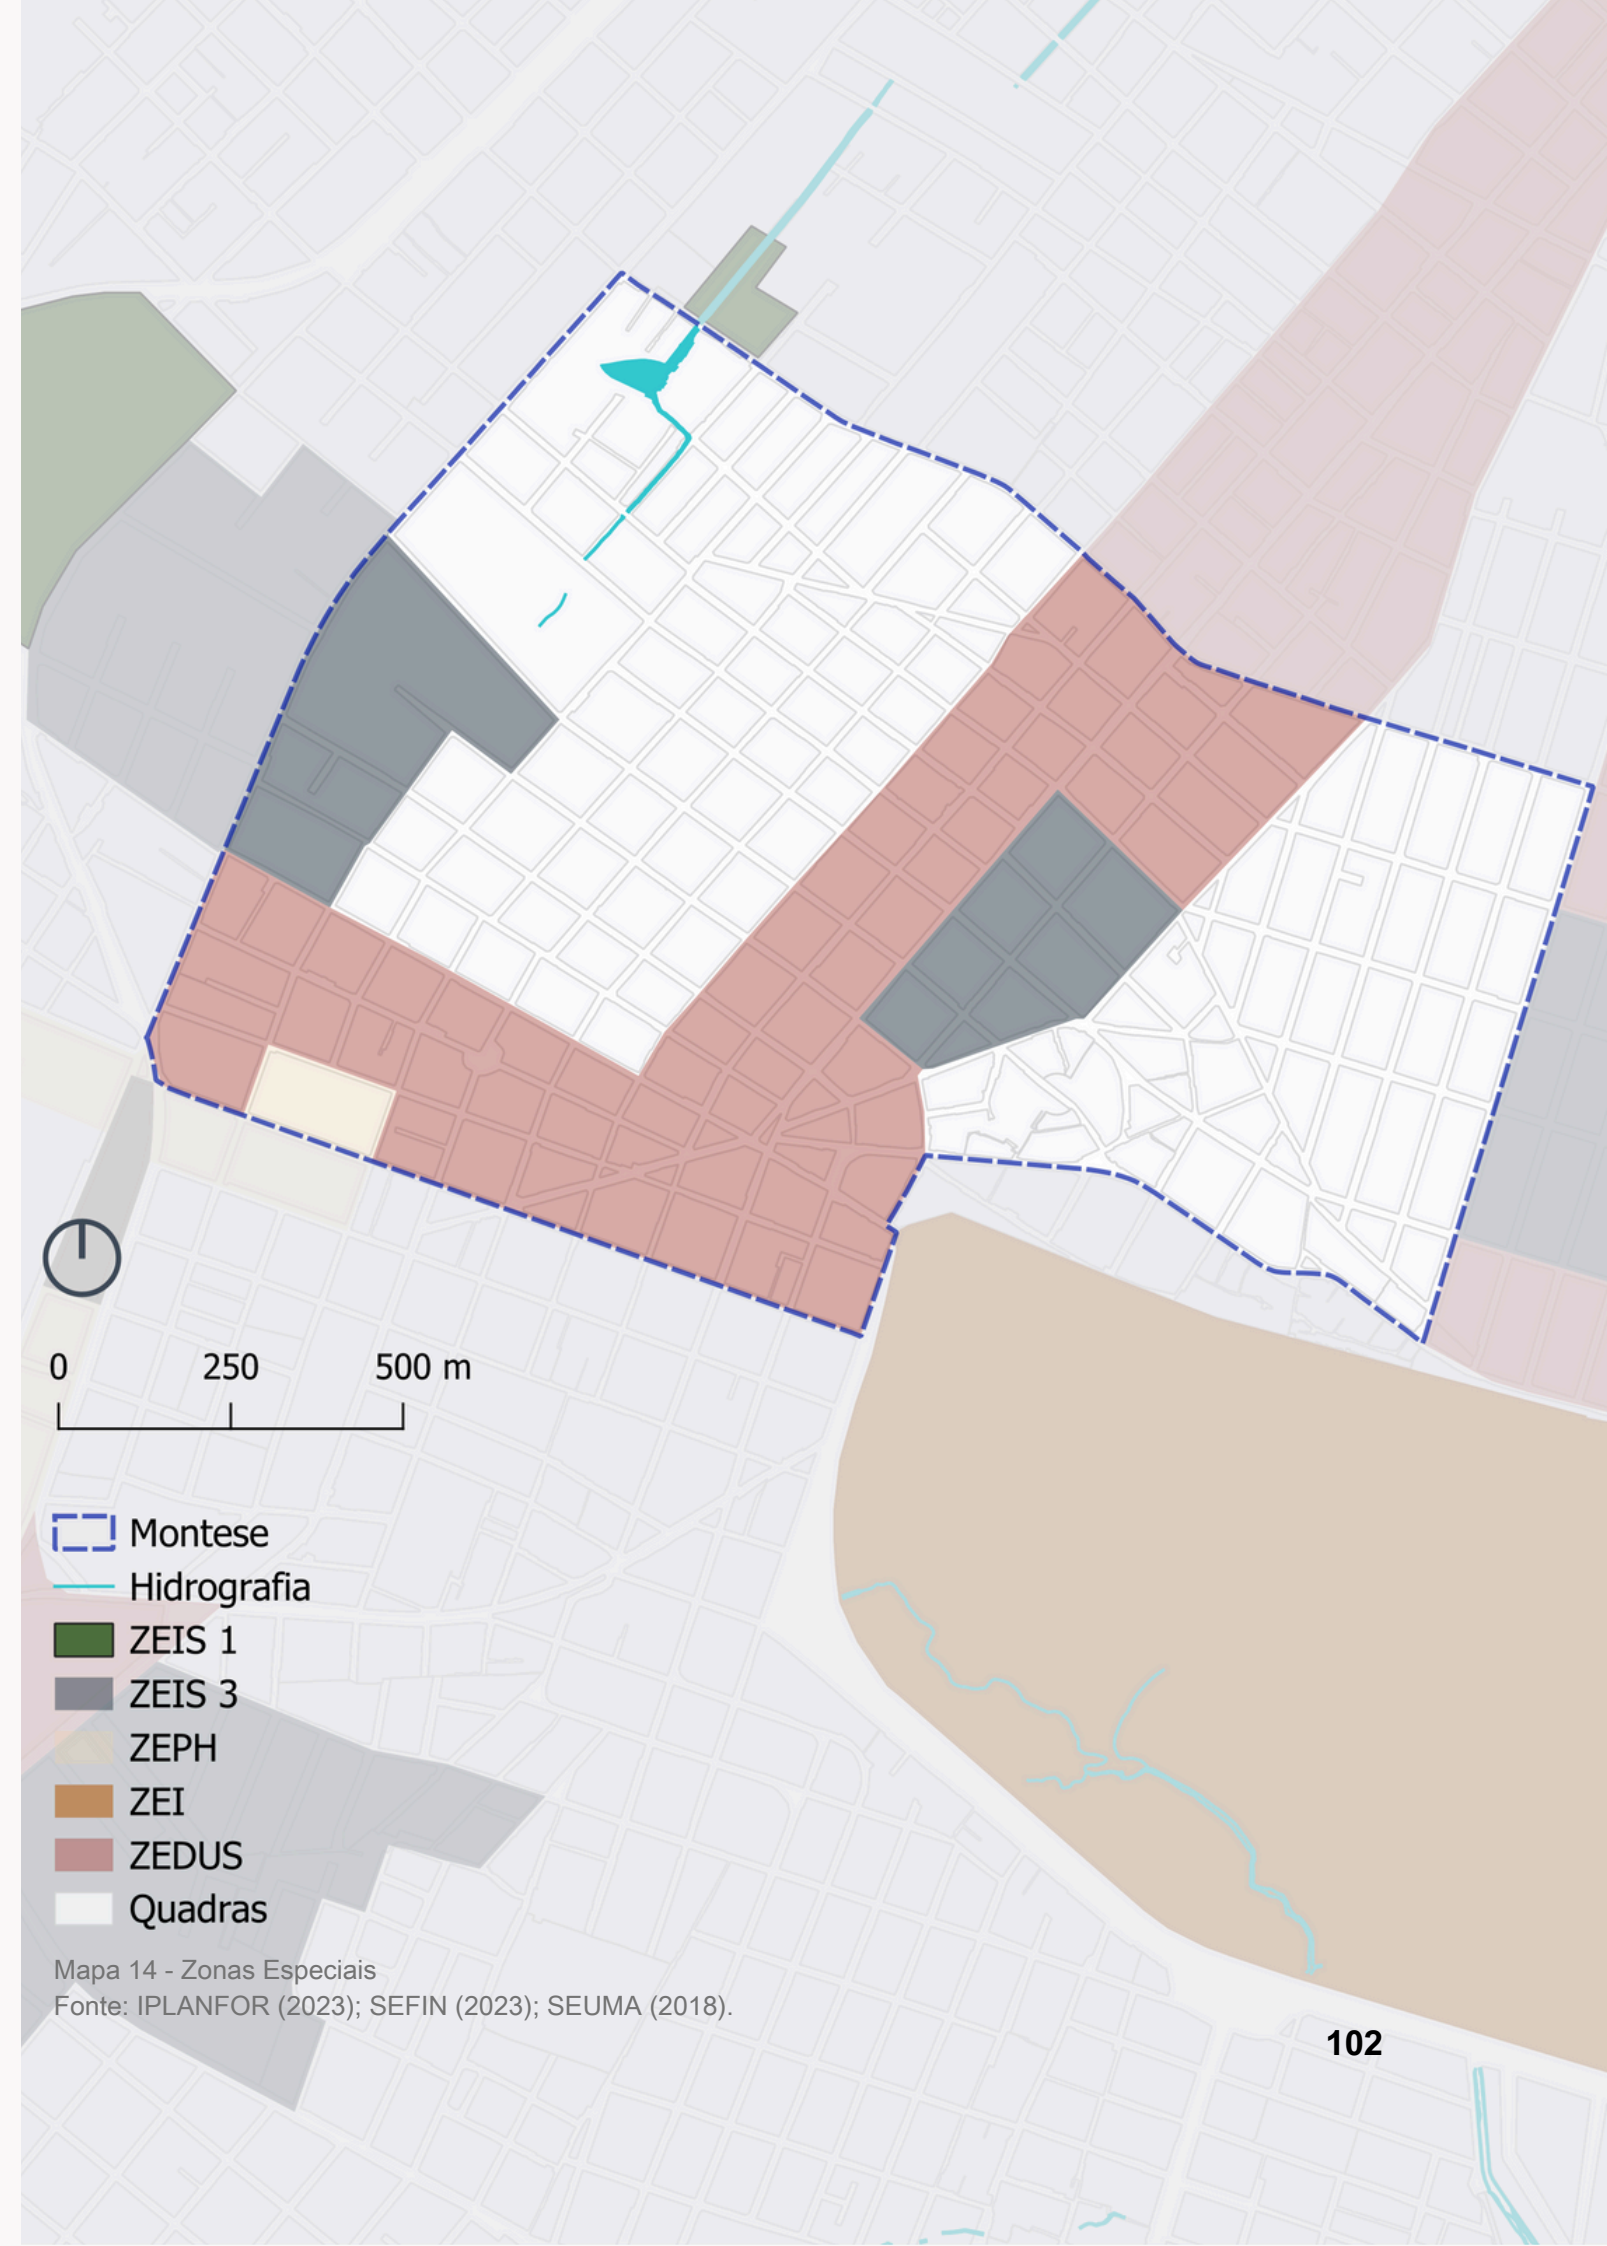 0 250 500 m
Montese
Hidrografia
ZEIS 1
ZEIS 3
ZEPH
ZEI
ZEDUS
Quadras
Mapa 14 - Zonas Especiais
Fonte: IPLANFOR (2023); SEFIN (2023); SEUMA (2018).
102